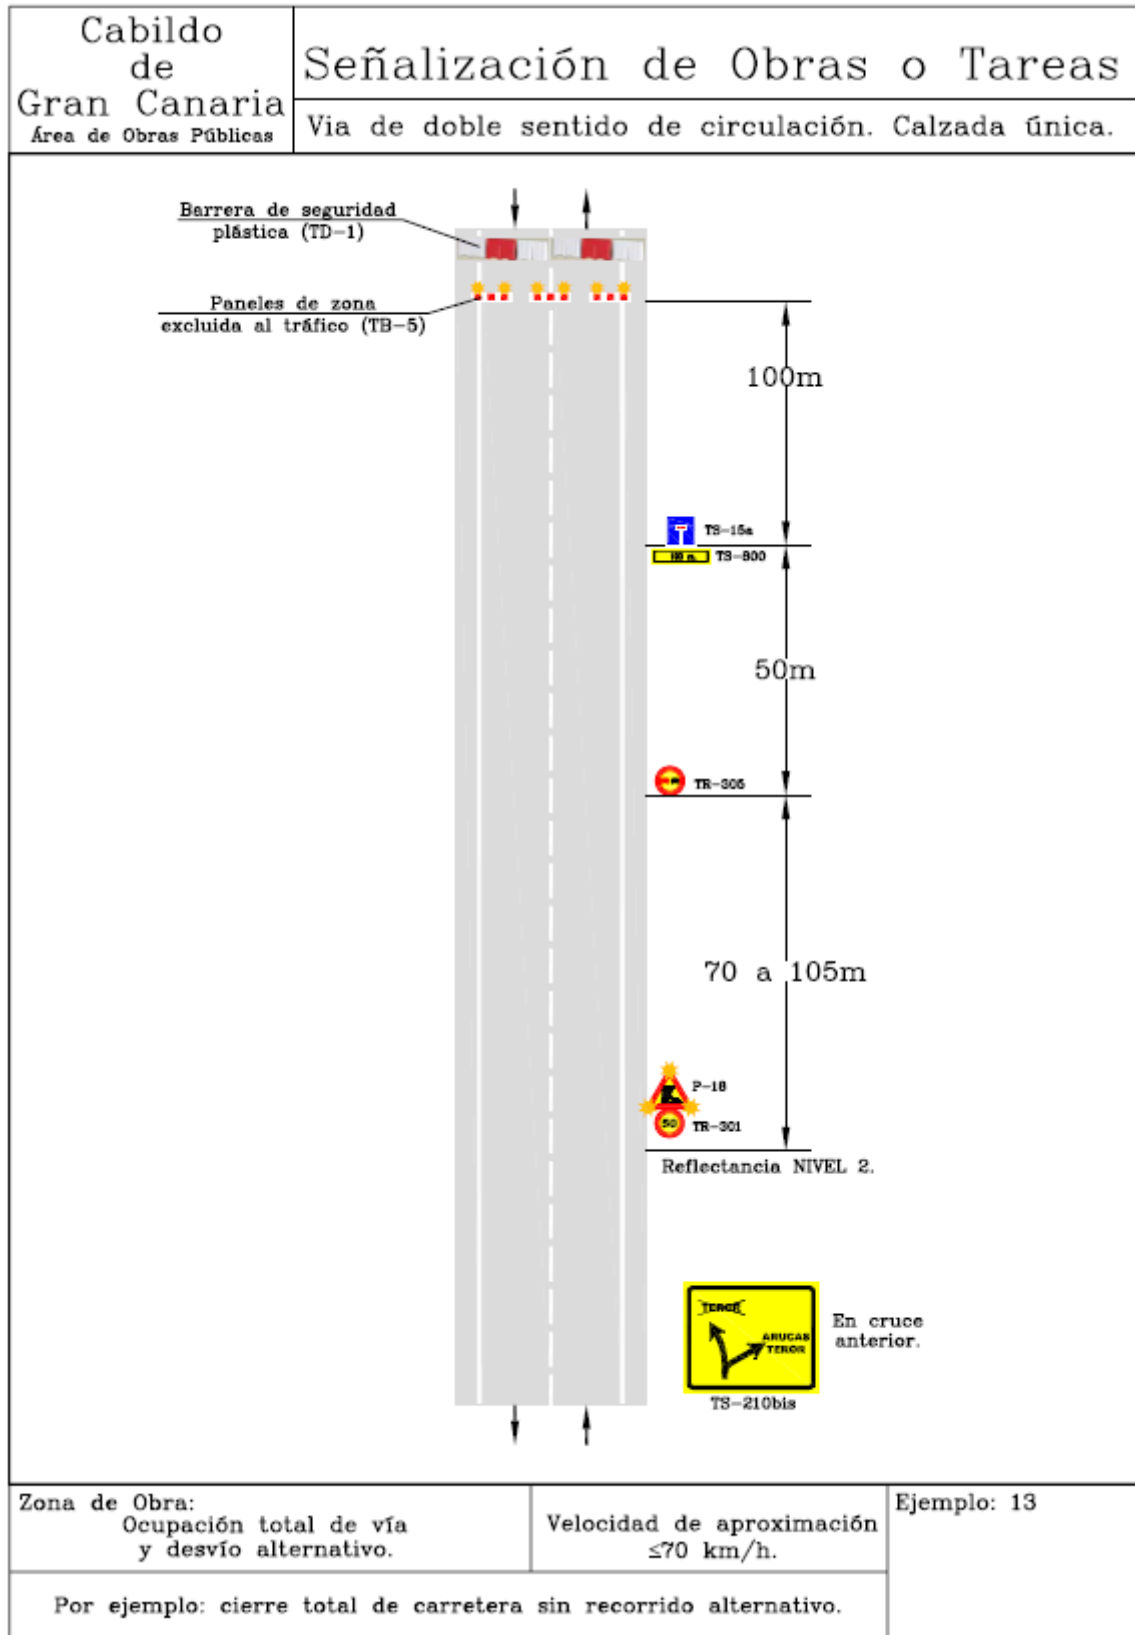 Cabildo
de
Gran Canaria
Área de Obras Públicas
Señalización de Obras o Tareas
Via de doble sentido de circulación. Calzada única.
Barrera de seguridad
plástica (TD-1)
Paneles de zona
excluida al tráfico (TB-5)
100m
TS-15a
TS-800
50m
TR-305
70 a 105m
P-18
50
TR-301
Reflectancia NIVEL 2.
TEROR
ARUCAS
TEROR
En cruce
anterior.
TS-210bis
Zona de Obra:
Ocupación total de vía
y desvío alternativo.
Velocidad de aproximación
≤70 km/h.
Ejemplo: 13
Por ejemplo: cierre total de carretera sin recorrido alternativo.